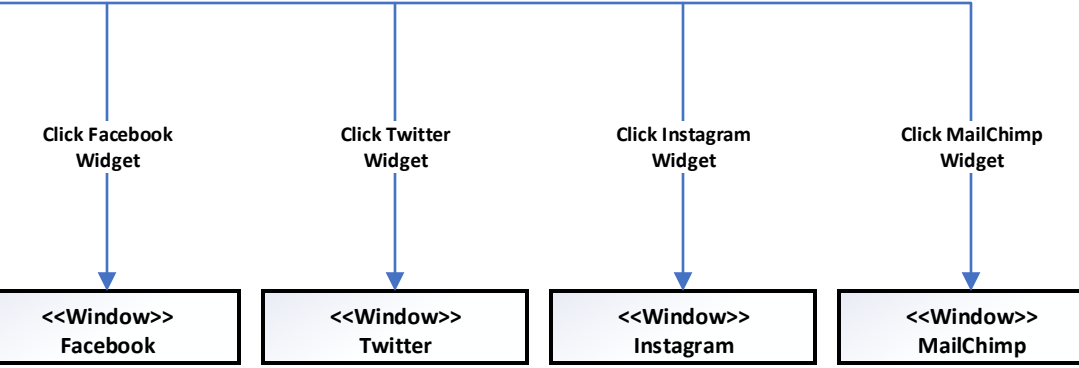 Click Facebook
Widget
Click Twitter
Widget
Click Instagram
Widget
Click MailChimp
Widget
<<Window>>
Facebook
<<Window>>
Twitter
<<Window>>
Instagram
<<Window>>
MailChimp